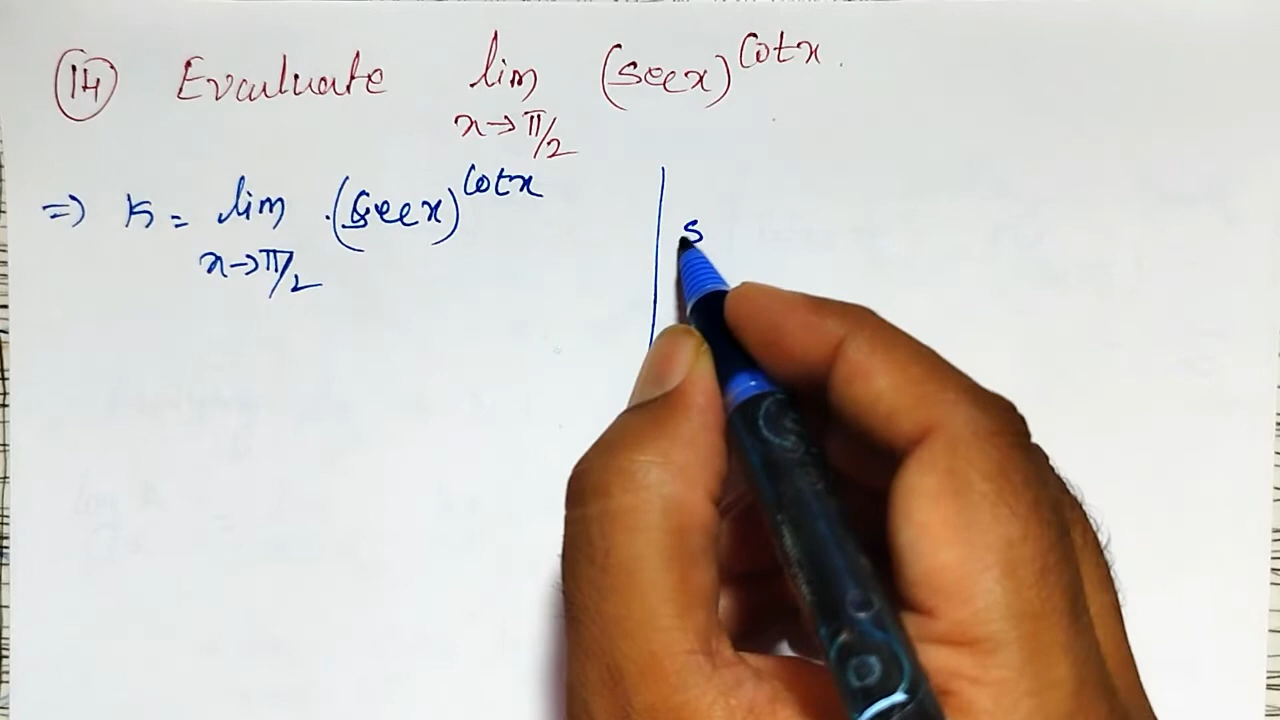 14 Evaluate lim (secx)^cotx.
x→π/2
=> K = lim .(secx)^cotx
x→π/2
s